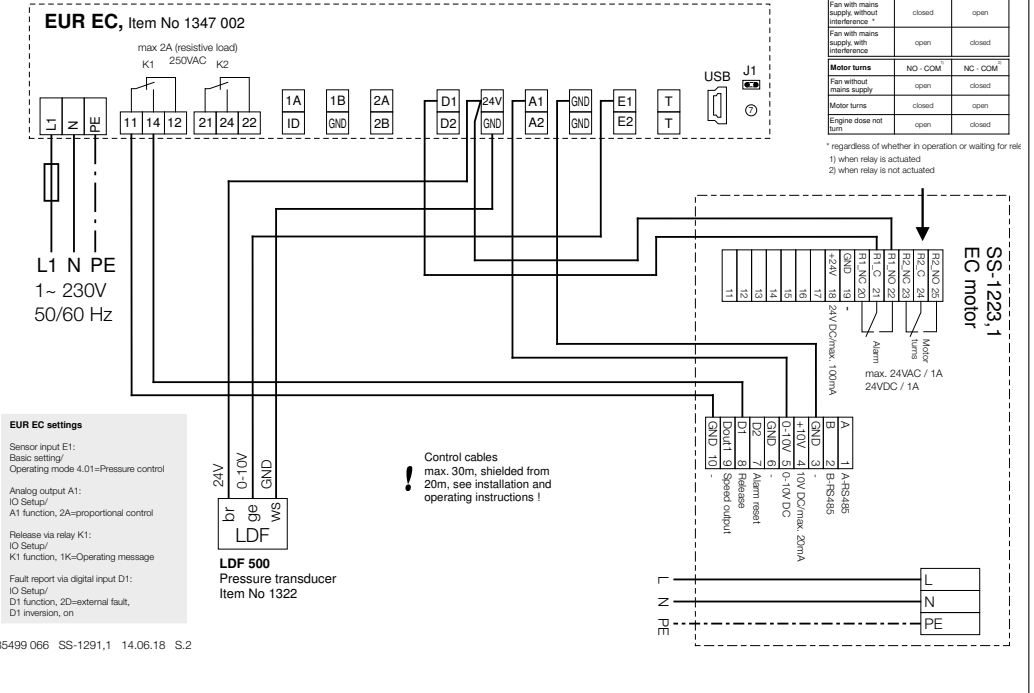 EUR EC, Item No 1347 002
max 2A (resistive load)
250VAC
K1 K2
L1 N PE
11 14 12 21 24 22
1A 1B 2A D1 24V A1 GND E1 T
ID GND 2B D2 GND A2 GND E2 T
USB J1
7
L1 N PE
1~ 230V
50/60 Hz
Fan with mains
supply, without
interference * closed open
Fan with mains
supply, with
interference open closed
Motor turns NO - COM 1) NC - COM 2)
Fan without
mains supply open closed
Motor turns closed open
Engine dose not
turn open closed
* regardless of whether in operation or waiting for rele
1) when relay is actuated
2) when relay is not actuated
SS-1223,1
EC motor
R2_NO 25
R2_C 24
R2_NC 23
R1_NO 22
R1_C 21
R1_NC 20
GND 19 -
+24V 18 24V DC/max. 100mA
17
16
15
14
13
12
11
Alarm
Motor
turns
max. 24VAC / 1A
24VDC / 1A
A 1 A-RS485
B 2 B-RS485
GND 3 -
+10V 4 10V DC/max. 20mA
0-10V 5 0-10V DC
GND 6 -
D2 7 Alarm reset
D1 8 Release
Dout1 9 Speed output
GND 10 -
L L
N N
PE PE
EUR EC settings
Sensor input E1:
Basic setting/
Operating mode 4.01=Pressure control
Analog output A1:
IO Setup/
A1 function, 2A=proportional control
Release via relay K1:
IO Setup/
K1 function, 1K=Operating message
Fault report via digital input D1:
IO Setup/
D1 function, 2D=external fault,
D1 inversion, on
24V 0-10V GND
br ge ws
LDF
LDF 500
Pressure transducer
Item No 1322
!
Control cables
max. 30m, shielded from
20m, see installation and
operating instructions !
85499 066 SS-1291,1 14.06.18 S.2